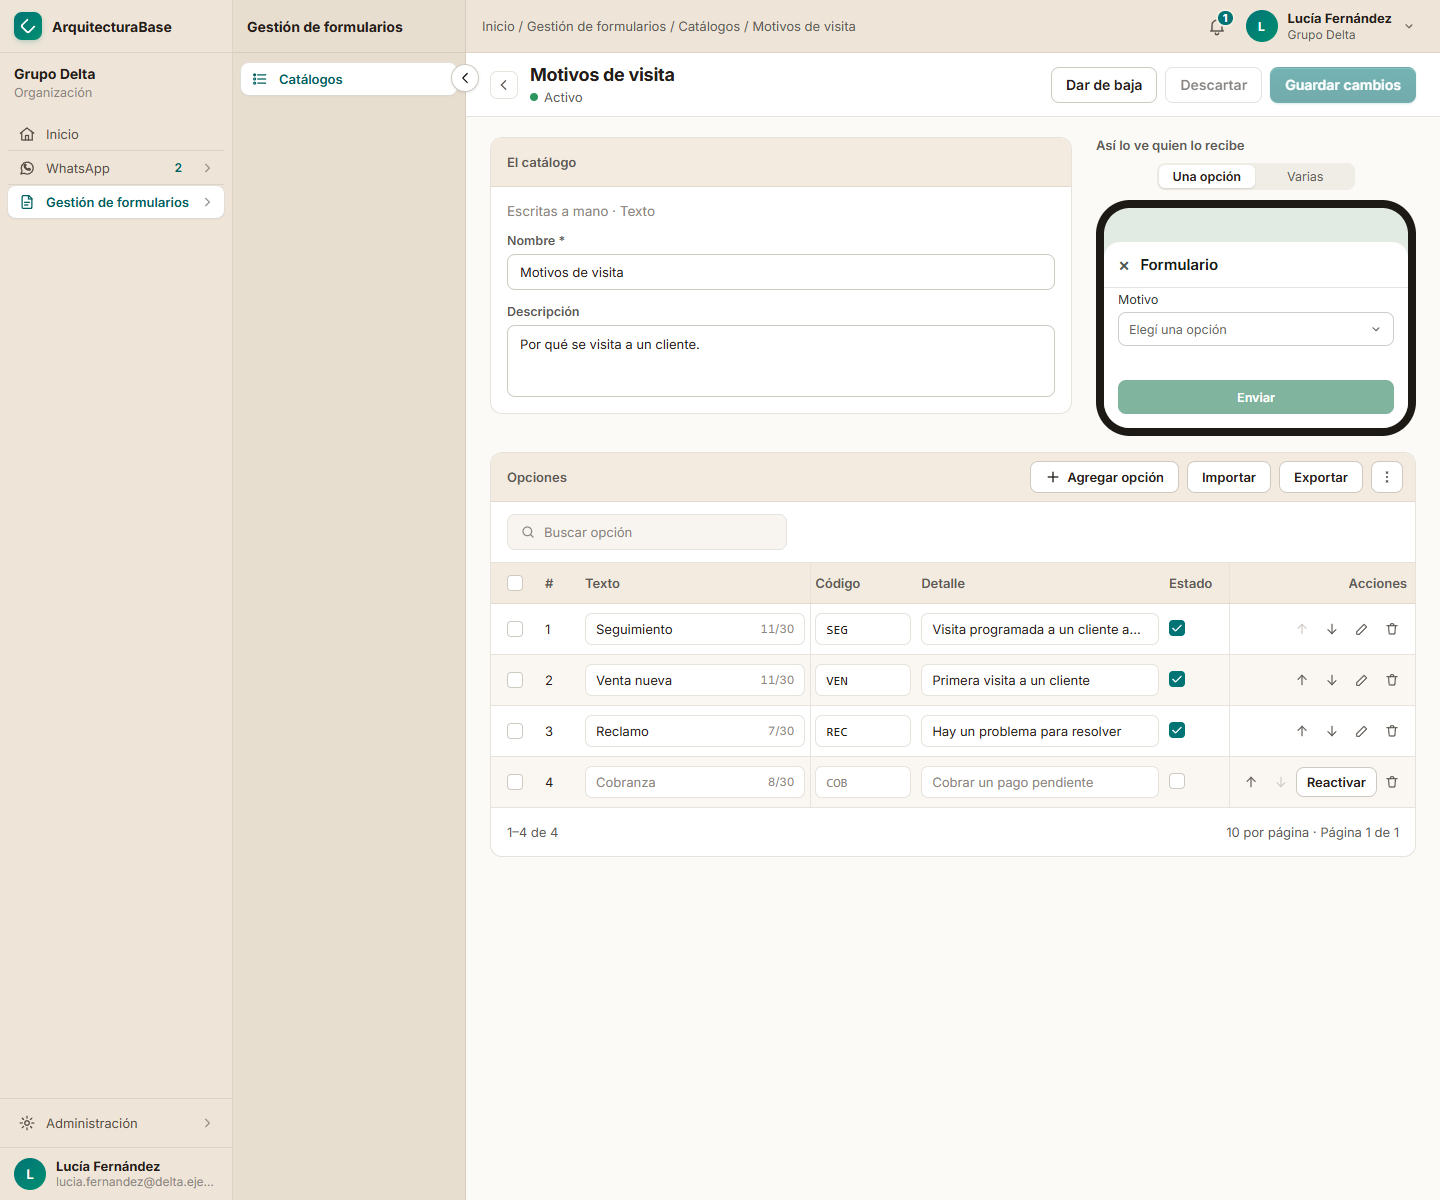 ArquitecturaBase
Grupo Delta
Organización
Inicio
WhatsApp 2
Gestión de formularios
Administración
L
Lucía Fernández
lucia.fernandez@delta.eje...
Gestión de formularios
Catálogos
Inicio / Gestión de formularios / Catálogos / Motivos de visita
1
L
Lucía Fernández
Grupo Delta
Motivos de visita
Activo
Dar de baja
Descartar
Guardar cambios
El catálogo
Escritas a mano · Texto
Nombre *
Motivos de visita
Descripción
Por qué se visita a un cliente.
Así lo ve quien lo recibe
Una opción Varias
× Formulario
Motivo
Elegí una opción
Enviar
Opciones
Agregar opción
Importar
Exportar
Buscar opción
# Texto Código Detalle Estado Acciones
1 Seguimiento 11/30 SEG Visita programada a un cliente a...
2 Venta nueva 11/30 VEN Primera visita a un cliente
3 Reclamo 7/30 REC Hay un problema para resolver
4 Cobranza 8/30 COB Cobrar un pago pendiente Reactivar
1–4 de 4
10 por página · Página 1 de 1